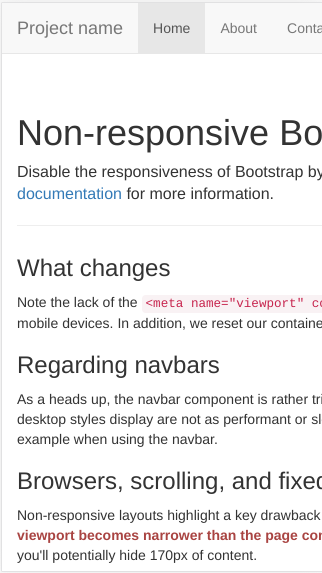 Project name Home About Conta
Non-responsive Bo
Disable the responsiveness of Bootstrap by
documentation for more information.
What changes
Note the lack of the <meta name="viewport" co
mobile devices. In addition, we reset our containe
Regarding navbars
As a heads up, the navbar component is rather tri
desktop styles display are not as performant or sl
example when using the navbar.
Browsers, scrolling, and fixed
Non-responsive layouts highlight a key drawback
viewport becomes narrower than the page con
you'll potentially hide 170px of content.